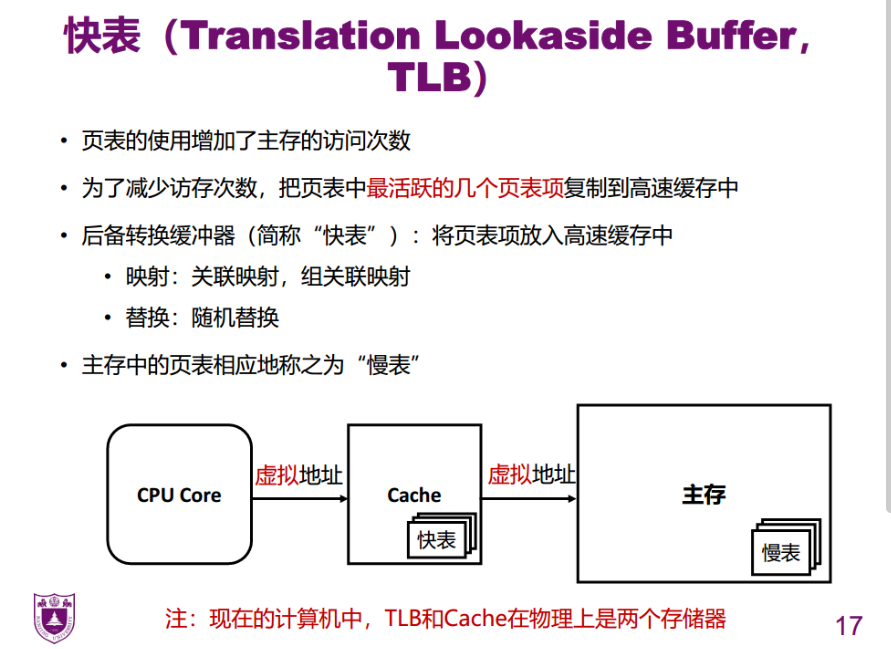 快表（Translation Lookaside Buffer,
TLB）
• 页表的使用增加了主存的访问次数
• 为了减少访存次数，把页表中最活跃的几个页表项复制到高速缓存中
• 后备转换缓冲器（简称“快表”）：将页表项放入高速缓存中
• 映射：关联映射，组关联映射
• 替换：随机替换
• 主存中的页表相应地称之为“慢表”
CPU Core
虚拟地址
Cache
快表
虚拟地址
主存
慢表
注：现在的计算机中，TLB和Cache在物理上是两个存储器
17